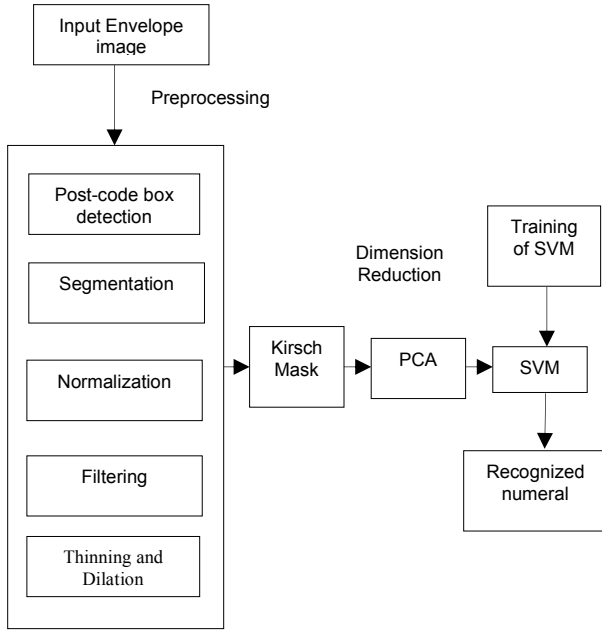 Input Envelope
image
Preprocessing
Post-code box
detection
Segmentation
Normalization
Filtering
Thinning and
Dilation
Kirsch
Mask
Dimension
Reduction
PCA
Training
of SVM
SVM
Recognized
numeral